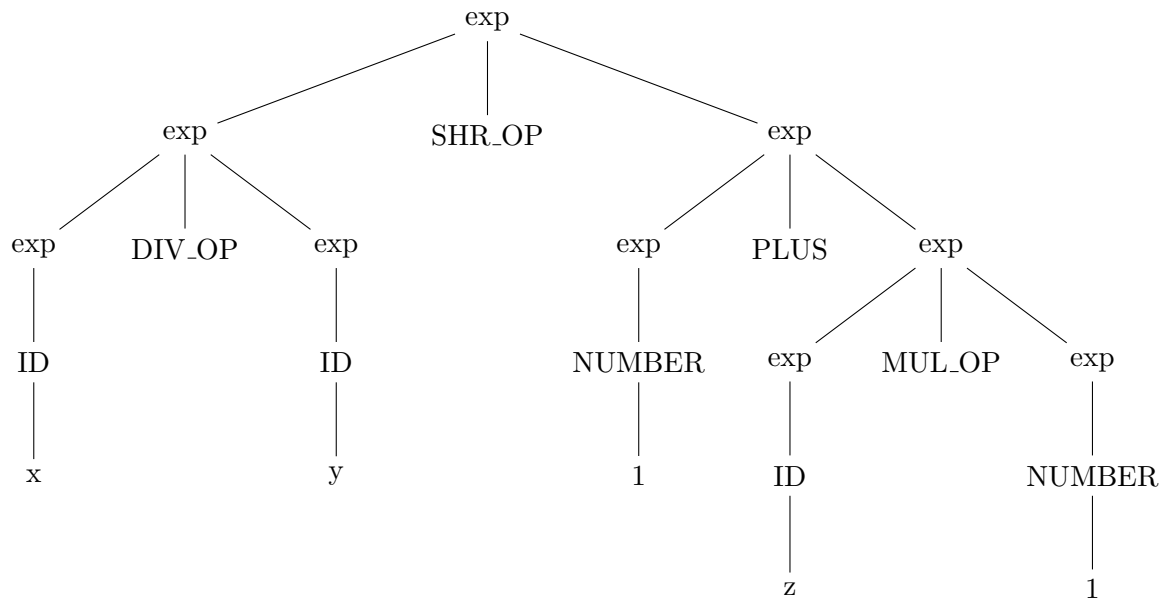 exp
exp SHR_OP exp
exp DIV_OP exp exp PLUS exp
ID ID NUMBER exp MUL_OP exp
x y 1 ID NUMBER
z 1